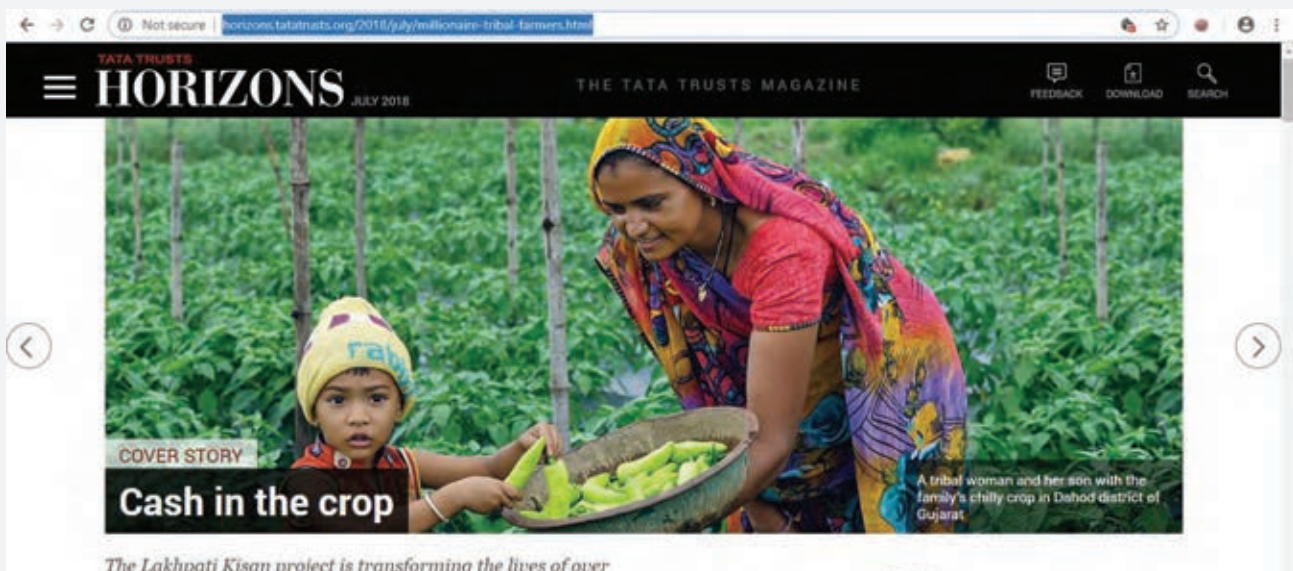 Not secure | horizons.tatatrusts.org/2018/july/millionaire-tribal-farmers.html
TATA TRUSTS
HORIZONS JULY 2018
THE TATA TRUSTS MAGAZINE
FEEDBACK DOWNLOAD SEARCH
rab
COVER STORY
Cash in the crop
A tribal woman and her son with the
family's chilly crop in Dahod district of
Gujarat
The Lakhpati Kisan project is transforming the lives of over